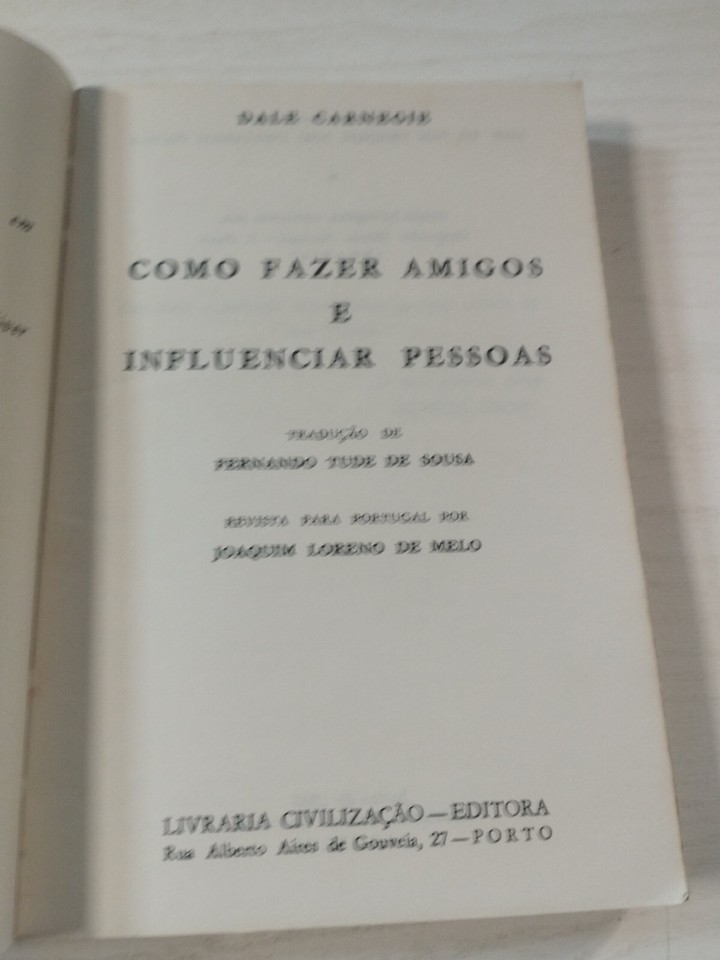 em
DALE CARNEGIE
COMO FAZER AMIGOS
E
INFLUENCIAR PESSOAS
TRADUÇÃO DE
FERNANDO TUDE DE SOUSA
REVISTA PARA PORTUGAL POR
JOAQUIM LORENO DE MELO
LIVRARIA CIVILIZAÇÃO — EDITORA
Rua Alberto Aires de Gouveia, 27 — PORTO